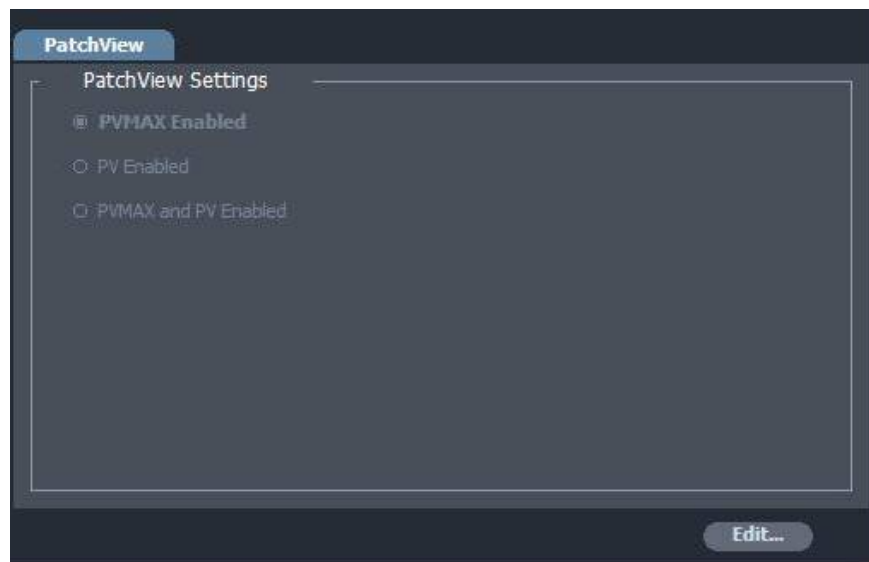 PatchView
PatchView Settings
PVMAX Enabled
PV Enabled
PVMAX and PV Enabled
Edit...